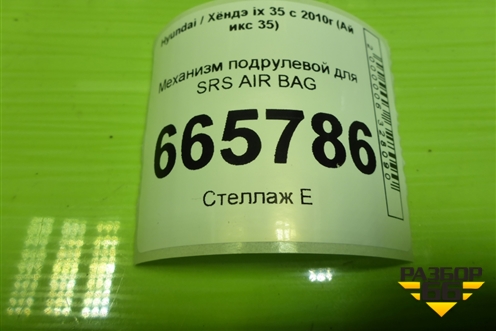 Hyundai / Хёндэ ix 35 с 2010г (Ай
икс 35)
Механизм подрулевой для
SRS AIR BAG
665786
Стеллаж Е
РАЗБОР